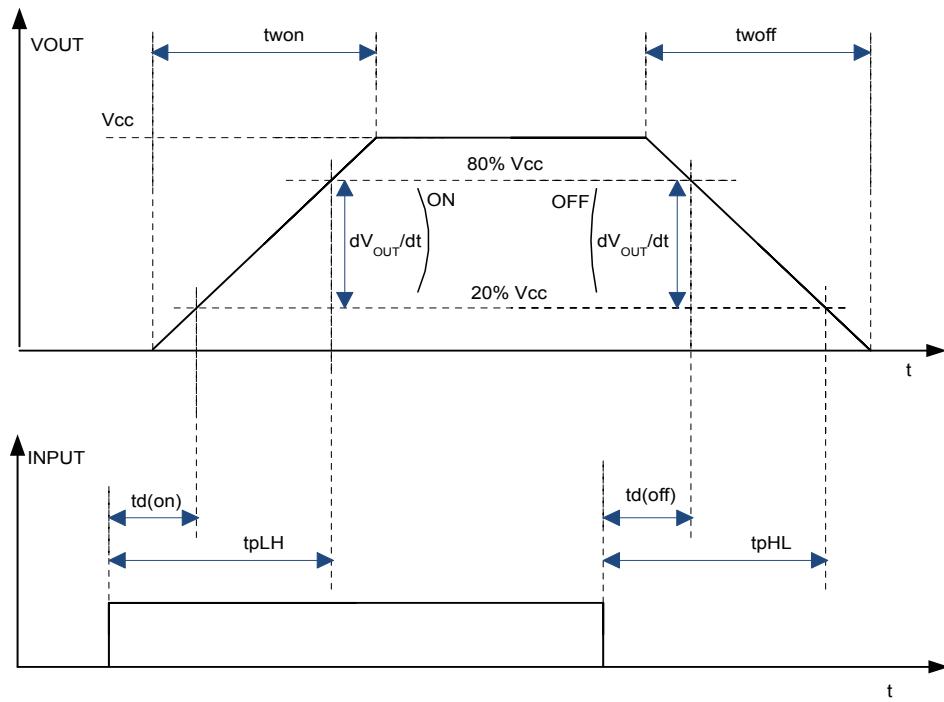 VOUT
twon
twoff
Vcc
80% Vcc
ON
OFF
dVOUT/dt
dVOUT/dt
20% Vcc
t
INPUT
td(on)
td(off)
tpLH
tpHL
t